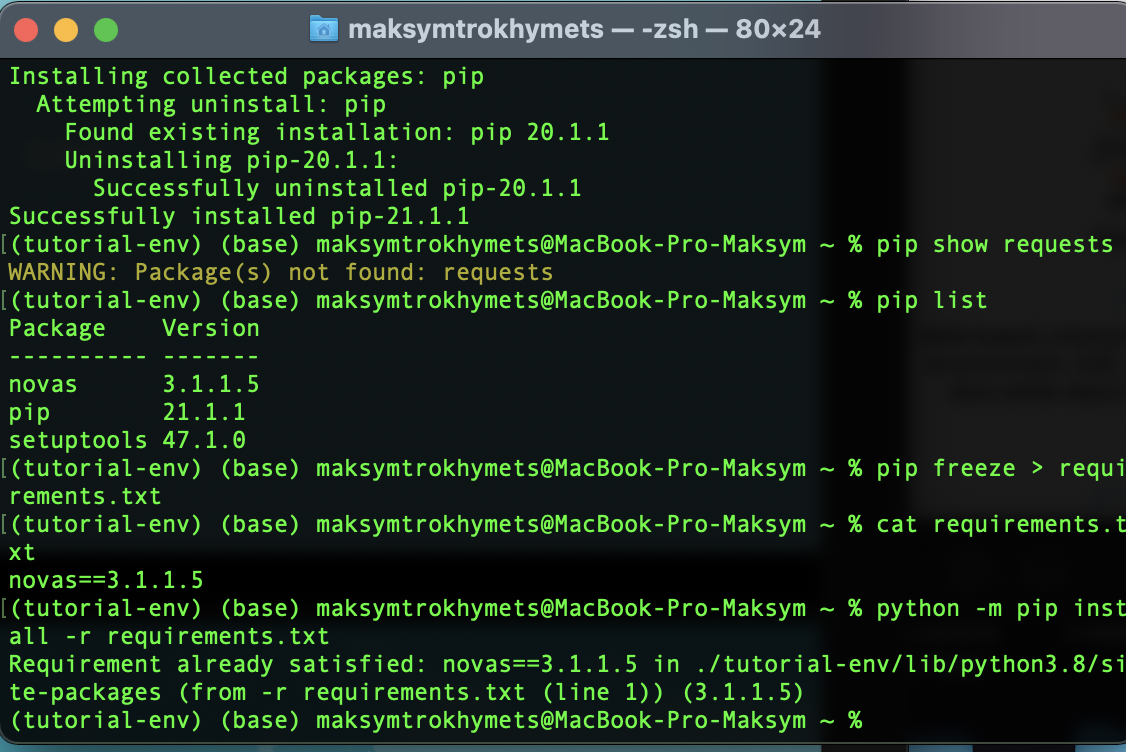 maksymtrokhymets — -zsh — 80×24
Installing collected packages: pip
  Attempting uninstall: pip
    Found existing installation: pip 20.1.1
    Uninstalling pip-20.1.1:
      Successfully uninstalled pip-20.1.1
Successfully installed pip-21.1.1
[(tutorial-env) (base) maksymtrokhymets@MacBook-Pro-Maksym ~ % pip show requests
WARNING: Package(s) not found: requests
[(tutorial-env) (base) maksymtrokhymets@MacBook-Pro-Maksym ~ % pip list
Package    Version
---------- -------
novas      3.1.1.5
pip        21.1.1
setuptools 47.1.0
[(tutorial-env) (base) maksymtrokhymets@MacBook-Pro-Maksym ~ % pip freeze > requi
rements.txt
[(tutorial-env) (base) maksymtrokhymets@MacBook-Pro-Maksym ~ % cat requirements.t
xt
novas==3.1.1.5
[(tutorial-env) (base) maksymtrokhymets@MacBook-Pro-Maksym ~ % python -m pip inst
all -r requirements.txt
Requirement already satisfied: novas==3.1.1.5 in ./tutorial-env/lib/python3.8/si
te-packages (from -r requirements.txt (line 1)) (3.1.1.5)
(tutorial-env) (base) maksymtrokhymets@MacBook-Pro-Maksym ~ %